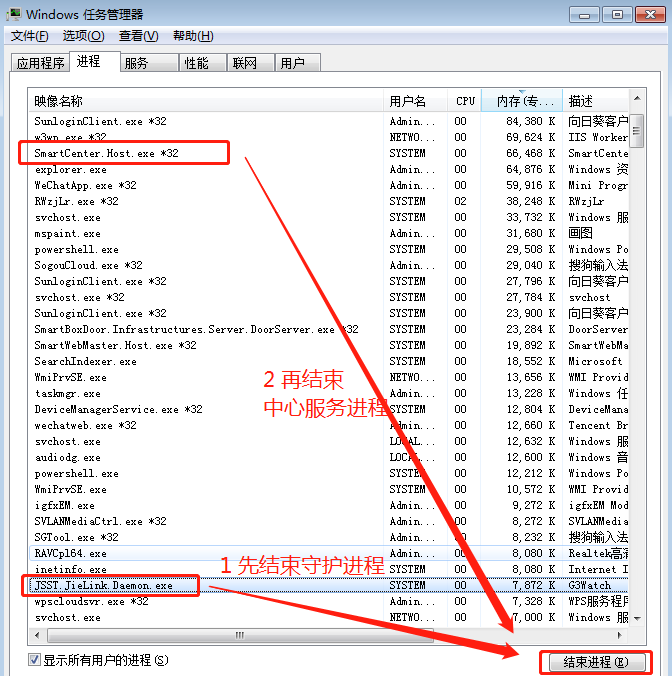 Windows 任务管理器
文件(F) 选项(O) 查看(V) 帮助(H)
应用程序 进程 服务 性能 联网 用户
映像名称 用户名 CPU 内存(专... 描述
SunloginClient.exe *32 Admin... 00 84,380 K 向日葵客户
w3wp.exe *32 NETWO... 00 69,624 K IIS Worker
SmartCenter.Host.exe *32 SYSTEM 00 66,468 K SmartCente
explorer.exe Admin... 00 64,876 K Windows 资
WeChatApp.exe *32 Admin... 00 59,916 K Mini Progr
RWzjLr.exe *32 SYSTEM 02 38,248 K RWzjLr
svchost.exe SYSTEM 00 33,732 K Windows 服
mspaint.exe Admin... 00 31,680 K 画图
powershell.exe SYSTEM 00 29,508 K Windows Po
SogouCloud.exe *32 Admin... 00 29,040 K 搜狗输入法
SunloginClient.exe *32 SYSTEM 00 27,796 K 向日葵客户
svchost.exe *32 SYSTEM 00 27,784 K svchost
SunloginClient.exe *32 SYSTEM 00 23,900 K 向日葵客户
SmartBoxDoor.Infrastructures.Server.DoorServer.exe *32 SYSTEM 00 23,284 K DoorServer
SmartWebMaster.Host.exe *32 SYSTEM 00 19,892 K SmartWebMa
SearchIndexer.exe SYSTEM 00 18,552 K Microsoft
WmiPrvSE.exe NETWO... 00 13,656 K WMI Provid
taskmgr.exe Admin... 00 13,228 K Windows 任
DeviceManagerService.exe *32 SYSTEM 00 12,804 K DeviceMana
wechatweb.exe *32 Admin... 00 12,660 K Tencent Br
svchost.exe LOCAL... 00 12,632 K Windows 服
audiodg.exe LOCAL... 00 12,600 K Windows 音
powershell.exe SYSTEM 00 12,212 K Windows Po
WmiPrvSE.exe SYSTEM 00 10,572 K WMI Provid
igfxEM.exe Admin... 00 9,272 K igfxEM Mod
SVLANMediaCtrl.exe *32 Admin... 00 8,272 K SVLANMedia
SGTool.exe *32 Admin... 00 8,232 K 搜狗输入法
RAVCpl64.exe Admin... 00 8,080 K Realtek高清
inetinfo.exe SYSTEM 00 8,080 K Internet I
JSST.JieLink.Daemon.exe SYSTEM 00 7,872 K G3Watch
wpscloudsvr.exe *32 SYSTEM 00 7,328 K WPS服务程序
svchost.exe NETWO... 00 7,000 K Windows 服
2 再结束
中心服务进程
1 先结束守护进程
显示所有用户的进程(S) 结束进程(E)